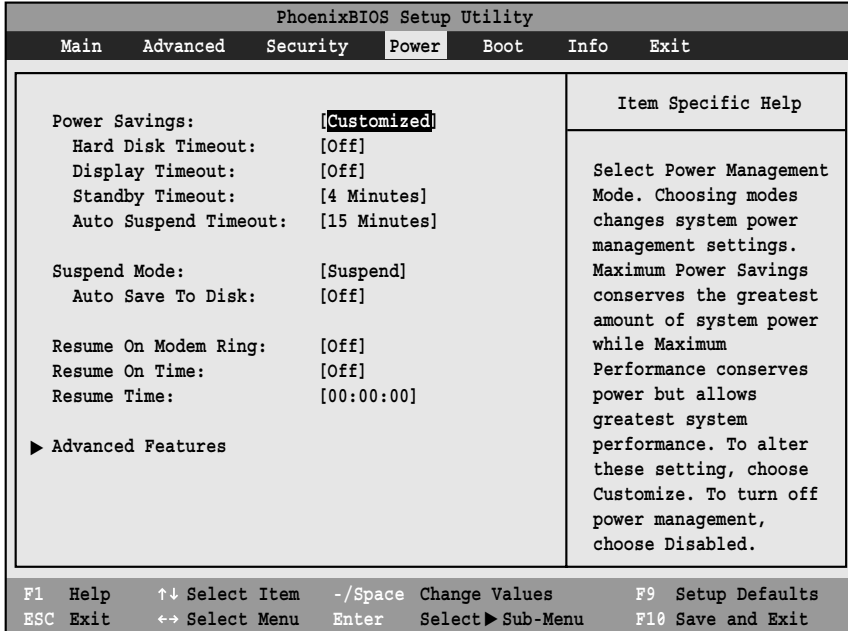 PhoenixBIOS Setup Utility
Main Advanced Security Power Boot Info Exit
Power Savings: [Customized]
Hard Disk Timeout: [Off]
Display Timeout: [Off]
Standby Timeout: [4 Minutes]
Auto Suspend Timeout: [15 Minutes]
Suspend Mode: [Suspend]
Auto Save To Disk: [Off]
Resume On Modem Ring: [Off]
Resume On Time: [Off]
Resume Time: [00:00:00]
▶ Advanced Features
Item Specific Help
Select Power Management
Mode. Choosing modes
changes system power
management settings.
Maximum Power Savings
conserves the greatest
amount of system power
while Maximum
Performance conserves
power but allows
greatest system
performance. To alter
these setting, choose
Customize. To turn off
power management,
choose Disabled.
F1 Help ↑↓ Select Item -/Space Change Values F9 Setup Defaults
ESC Exit ↔ Select Menu Enter Select ▶ Sub-Menu F10 Save and Exit